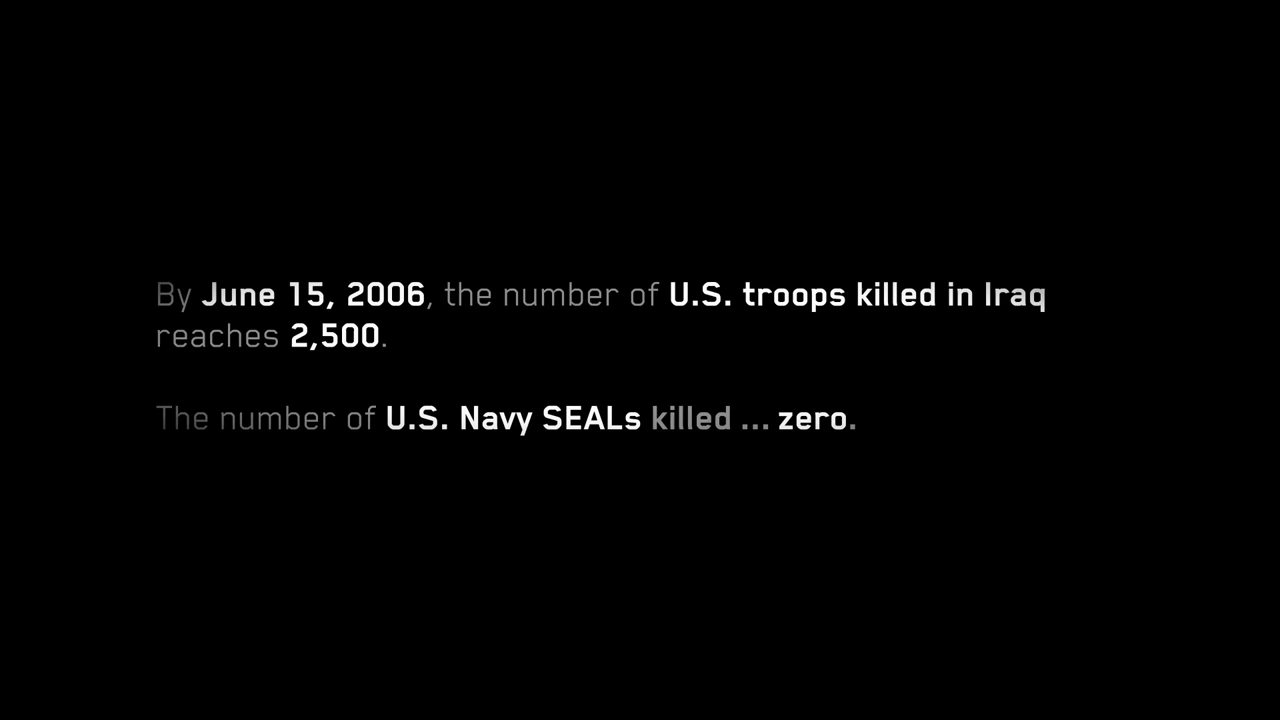 By June 15, 2006, the number of U.S. troops killed in Iraq
reaches 2,500.
The number of U.S. Navy SEALs killed ... zero.